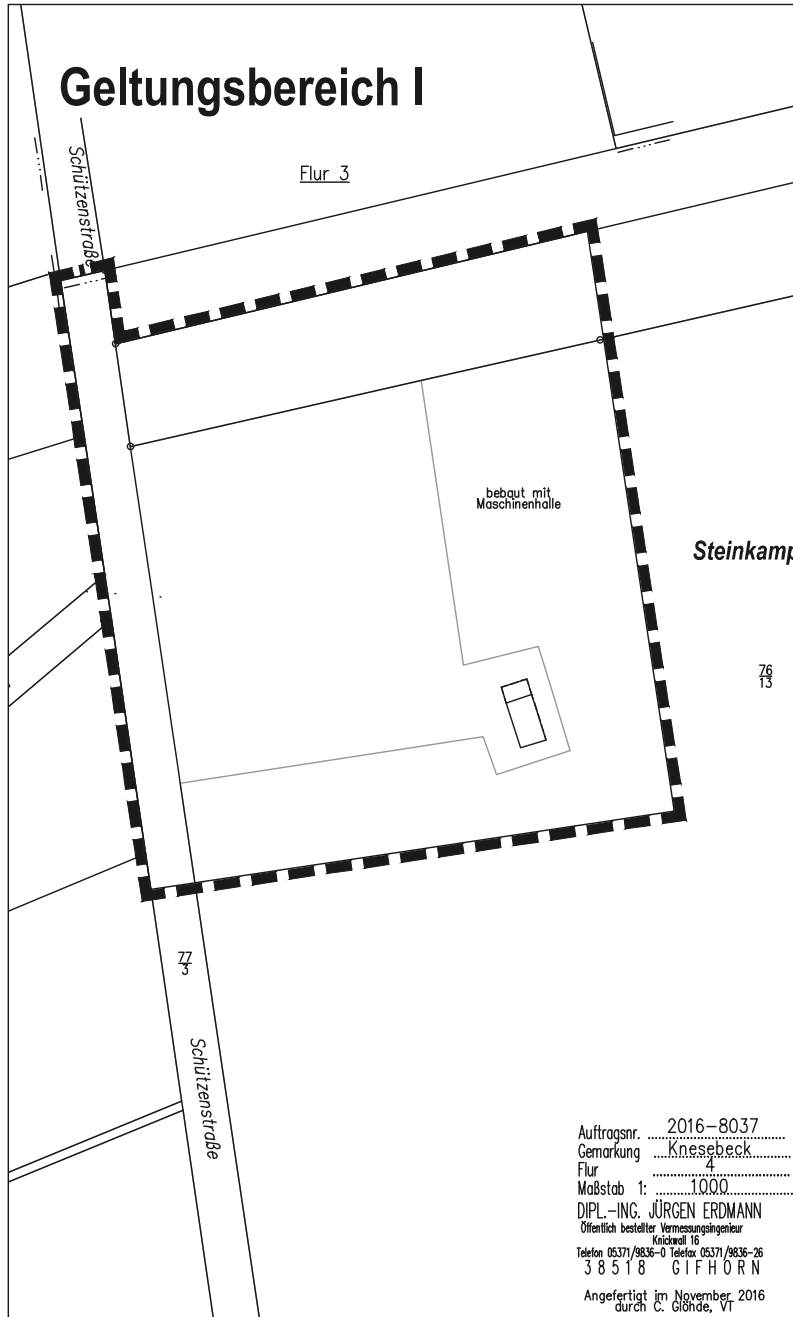 Geltungsbereich I
Schützenstraße
Flur 3
bebaut mit
Maschinenhalle
Steinkamp
76
13
77
3
Schützenstraße
Auftragsnr. 2016-8037
Gemarkung Knesebeck
Flur 4
Maßstab 1: 1000
DIPL.-ING. JÜRGEN ERDMANN
Öffentlich bestellter Vermessungsingenieur
Knickwall 16
Telefon 05371/9836-0 Telefax 05371/9836-26
38518 GIFHORN
Angefertigt im November 2016
durch C. Glöhde, VT